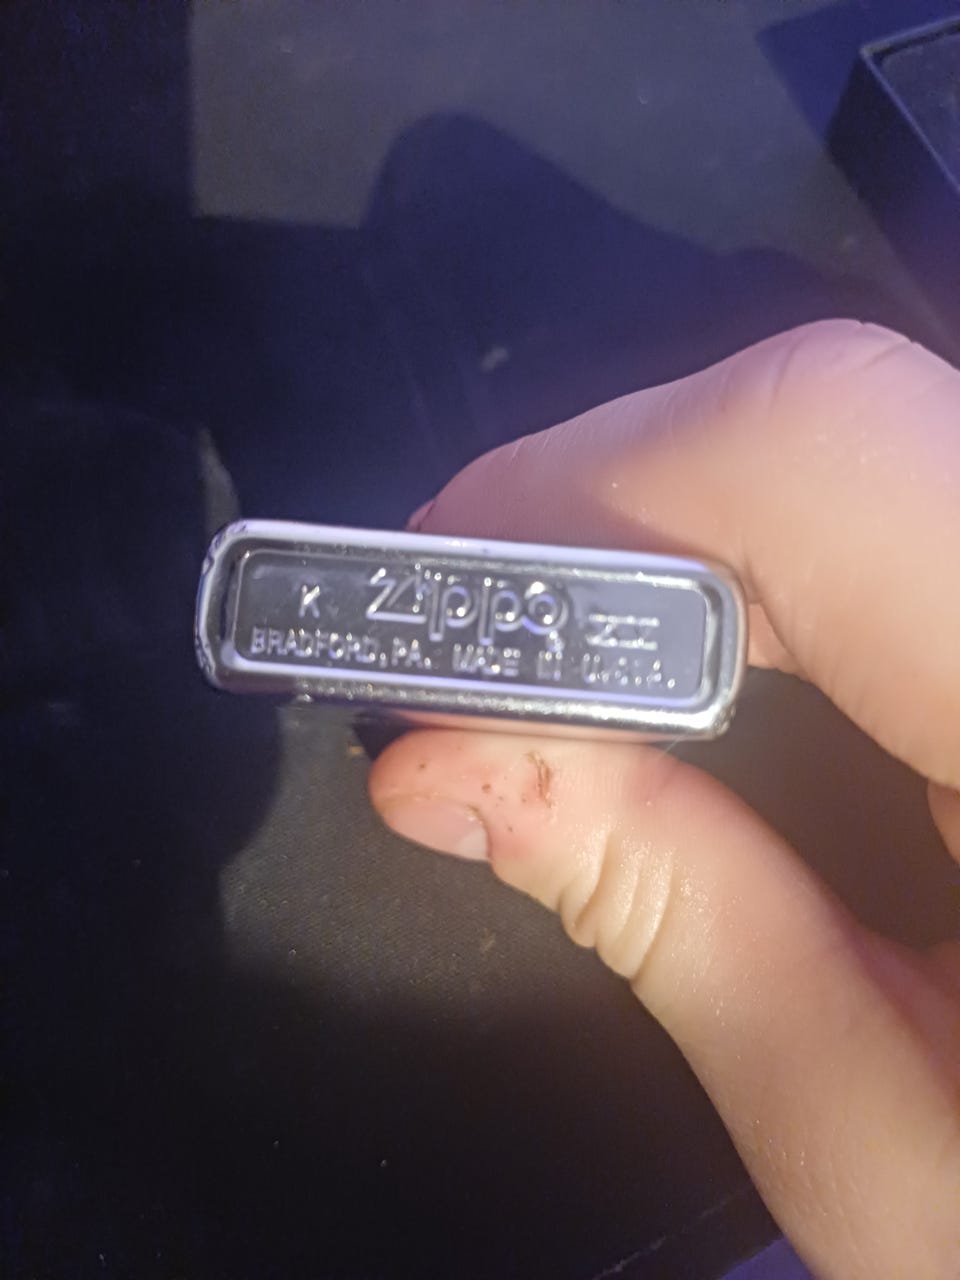 K Zippo XII
BRADFORD, PA. MADE IN U.S.A.